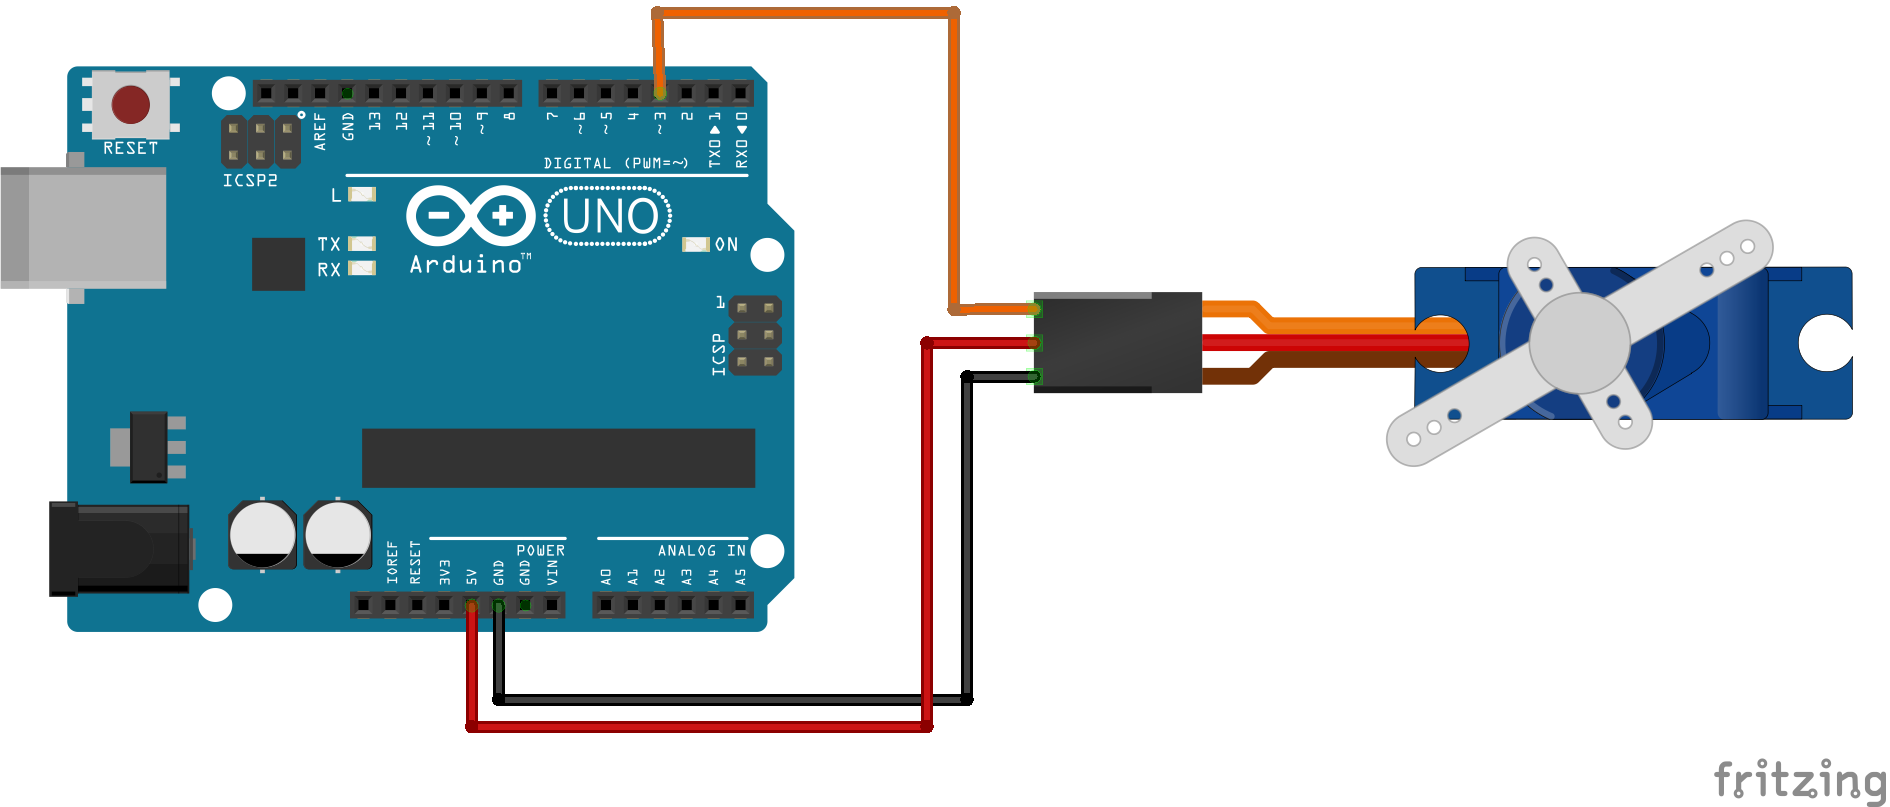 RESET
ICSP2
AREF
GND
13
12
~11
~10
~9
8
7
~6
~5
4
~3
2
TX0▶1
RX0◀0
DIGITAL (PWM=~)
L
TX
RX
UNO
Arduino™
ON
1
ICSP
IOREF
RESET
3V3
5V
GND
GND
VIN
POWER
ANALOG IN
A0
A1
A2
A3
A4
A5
fritzing